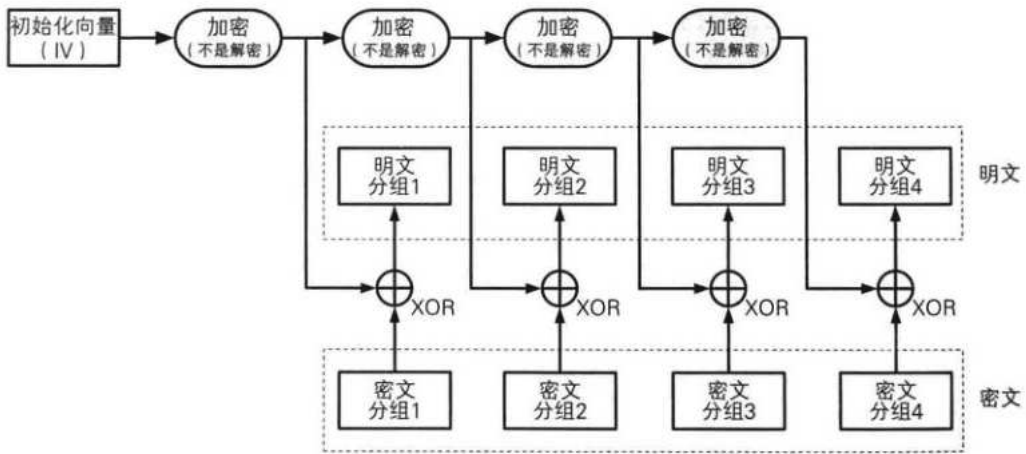 初始化向量
（IV）
加密
（不是解密）
加密
（不是解密）
加密
（不是解密）
加密
（不是解密）
明文
分组1
明文
分组2
明文
分组3
明文
分组4
明文
XOR
XOR
XOR
XOR
密文
分组1
密文
分组2
密文
分组3
密文
分组4
密文